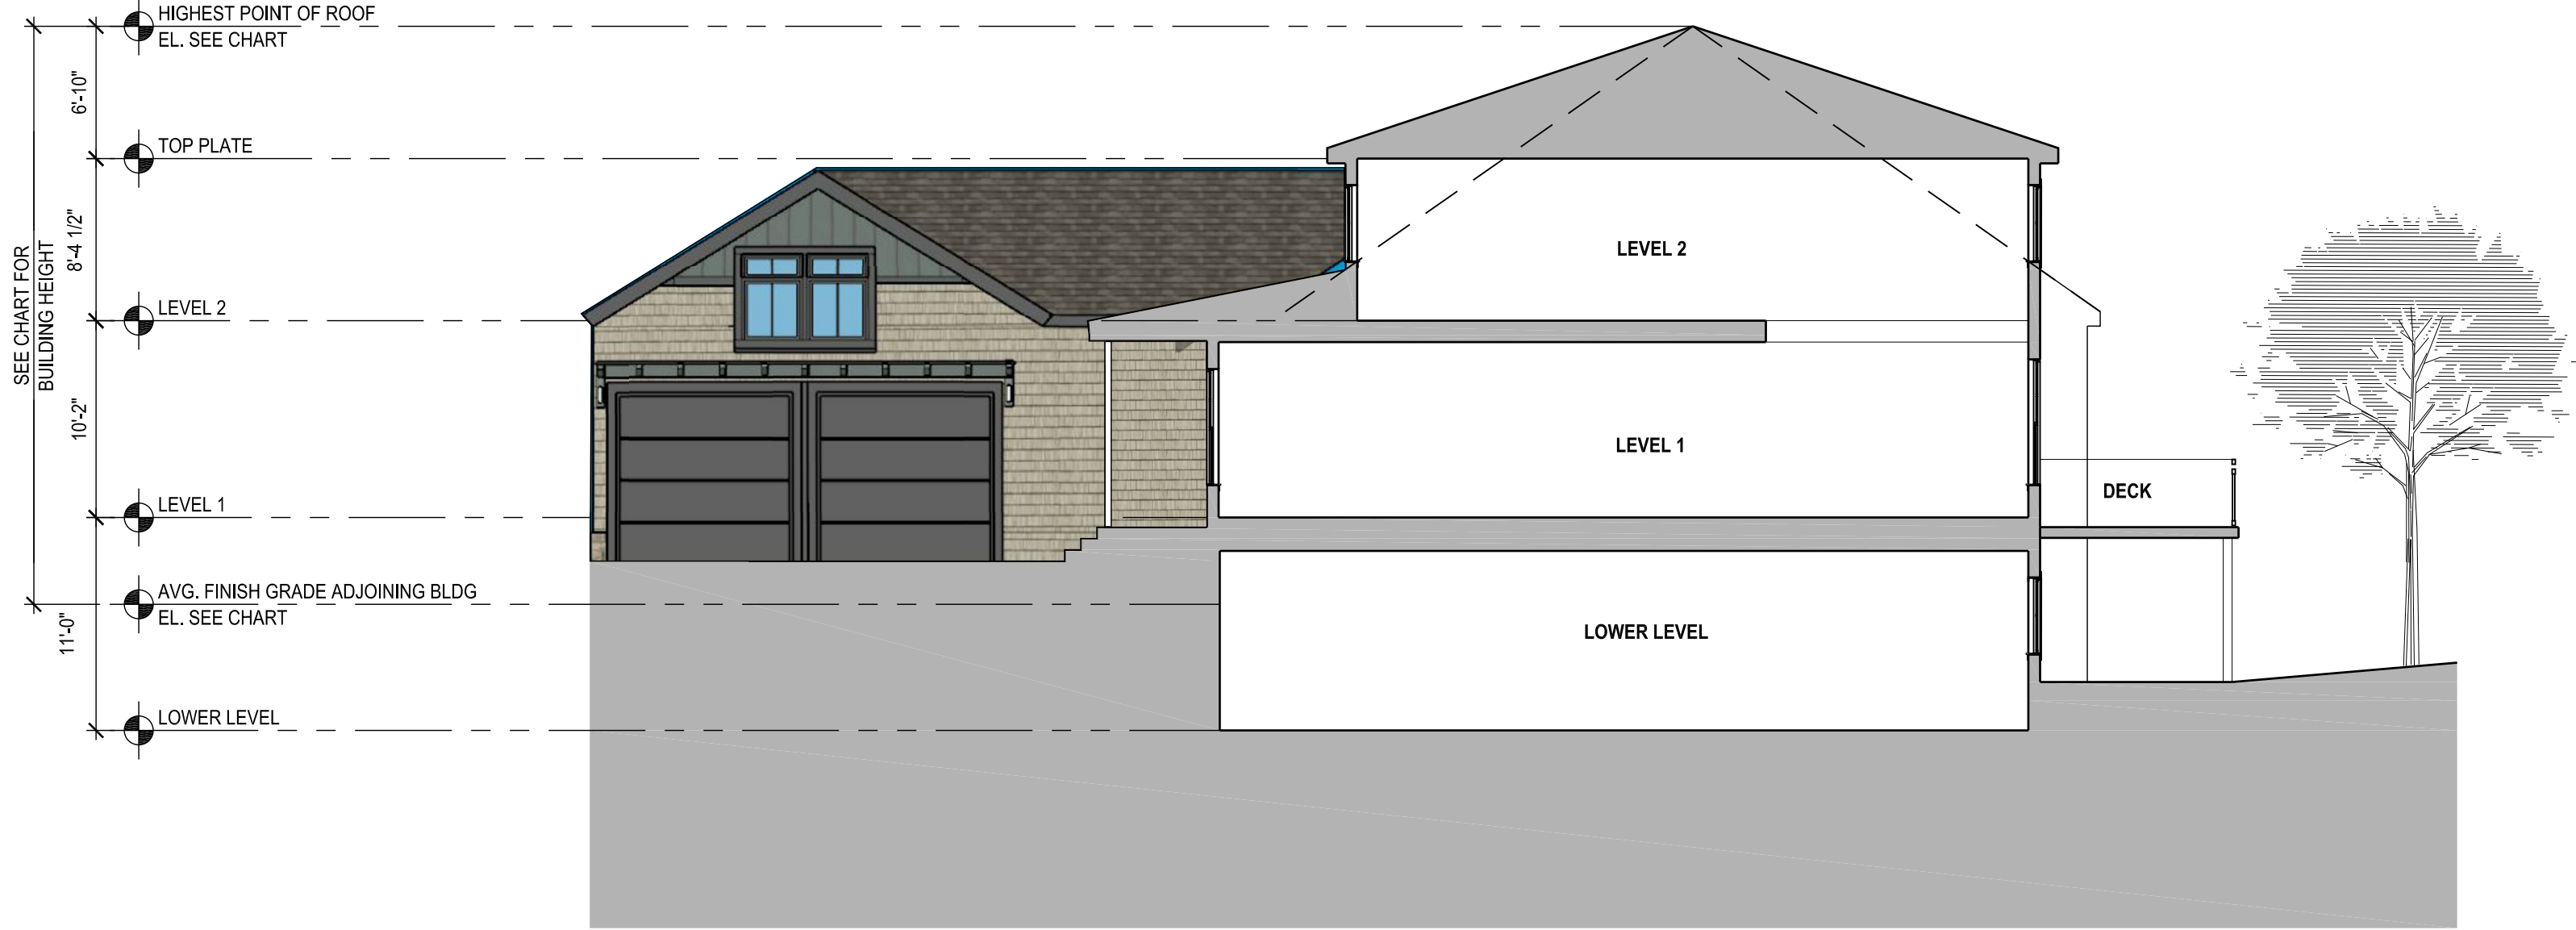 HIGHEST POINT OF ROOF
EL. SEE CHART
6'-10"
TOP PLATE
8'-4 1/2"
SEE CHART FOR
BUILDING HEIGHT
LEVEL 2
LEVEL 2
10'-2"
LEVEL 1
LEVEL 1
DECK
AVG. FINISH GRADE ADJOINING BLDG
EL. SEE CHART
11'-0"
LOWER LEVEL
LOWER LEVEL